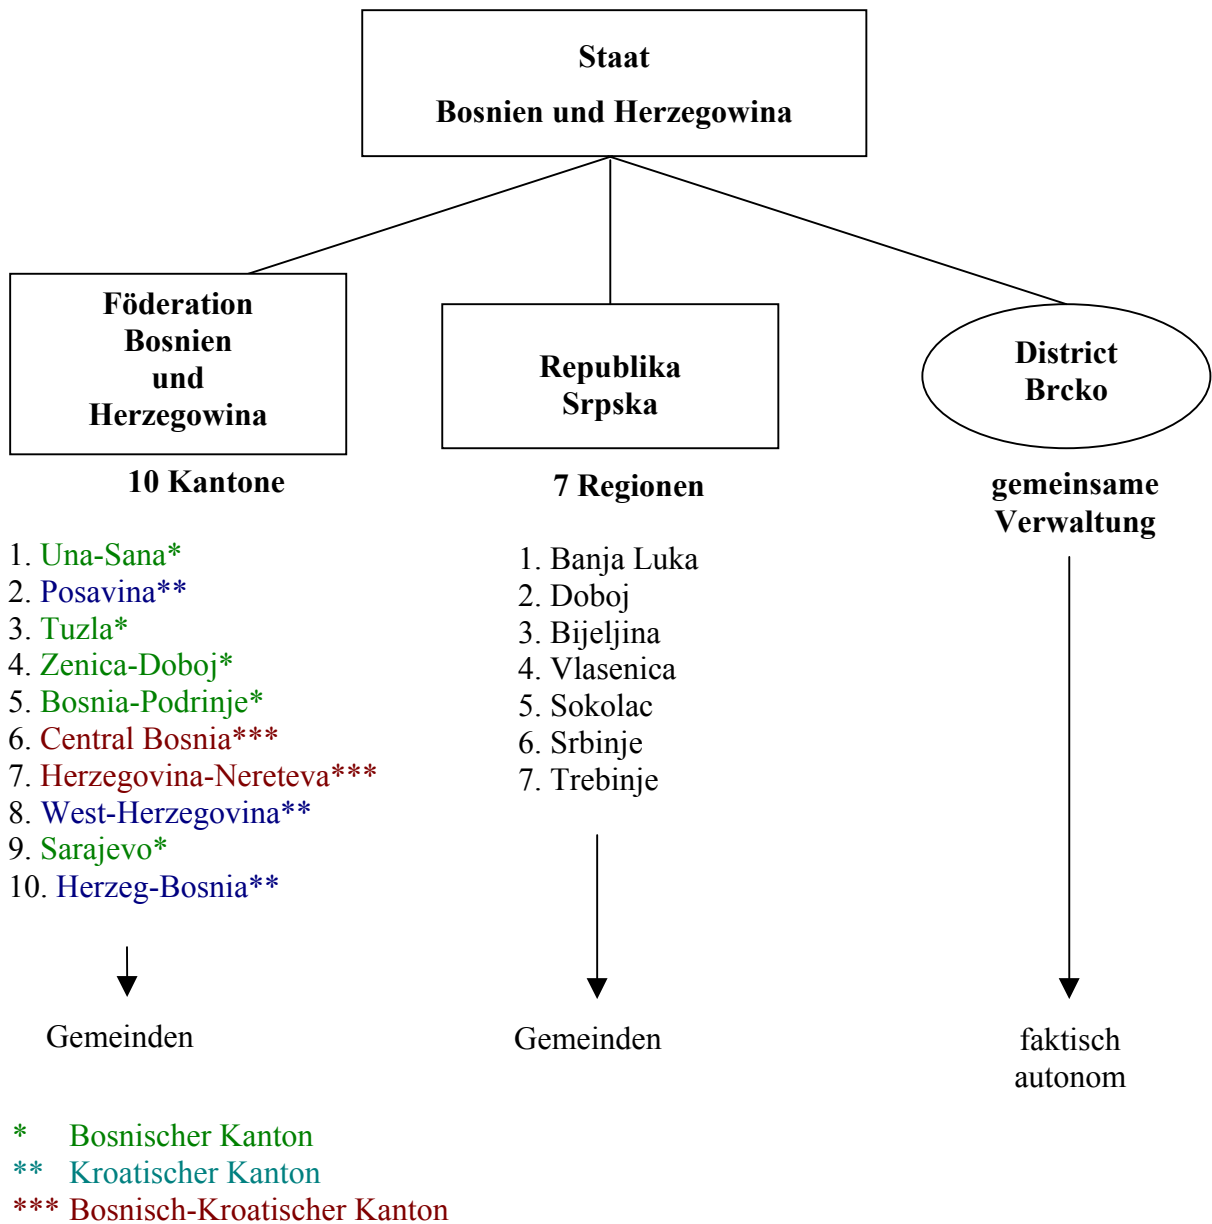 Staat
Bosnien und Herzegowina
Föderation
Bosnien
und
Herzegowina
10 Kantone
1. Una-Sana*
2. Posavina**
3. Tuzla*
4. Zenica-Doboj*
5. Bosnia-Podrinje*
6. Central Bosnia***
7. Herzegovina-Nereteva***
8. West-Herzegovina**
9. Sarajevo*
10. Herzeg-Bosnia**
Gemeinden
Republika
Srpska
7 Regionen
1. Banja Luka
2. Doboj
3. Bijeljina
4. Vlasenica
5. Sokolac
6. Srbinje
7. Trebinje
Gemeinden
District
Brcko
gemeinsame
Verwaltung
faktisch
autonom
* Bosnischer Kanton
** Kroatischer Kanton
*** Bosnisch-Kroatischer Kanton